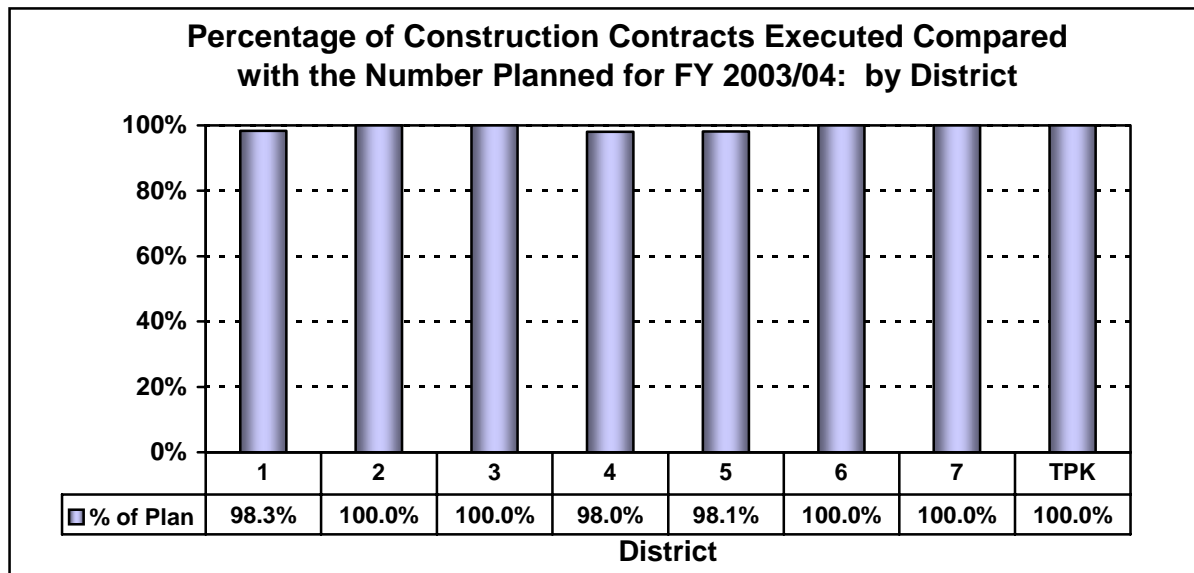 Percentage of Construction Contracts Executed Compared
with the Number Planned for FY 2003/04:  by District
100%
80%
60%
40%
20%
0%
1 2 3 4 5 6 7 TPK
% of Plan 98.3% 100.0% 100.0% 98.0% 98.1% 100.0% 100.0% 100.0%
District